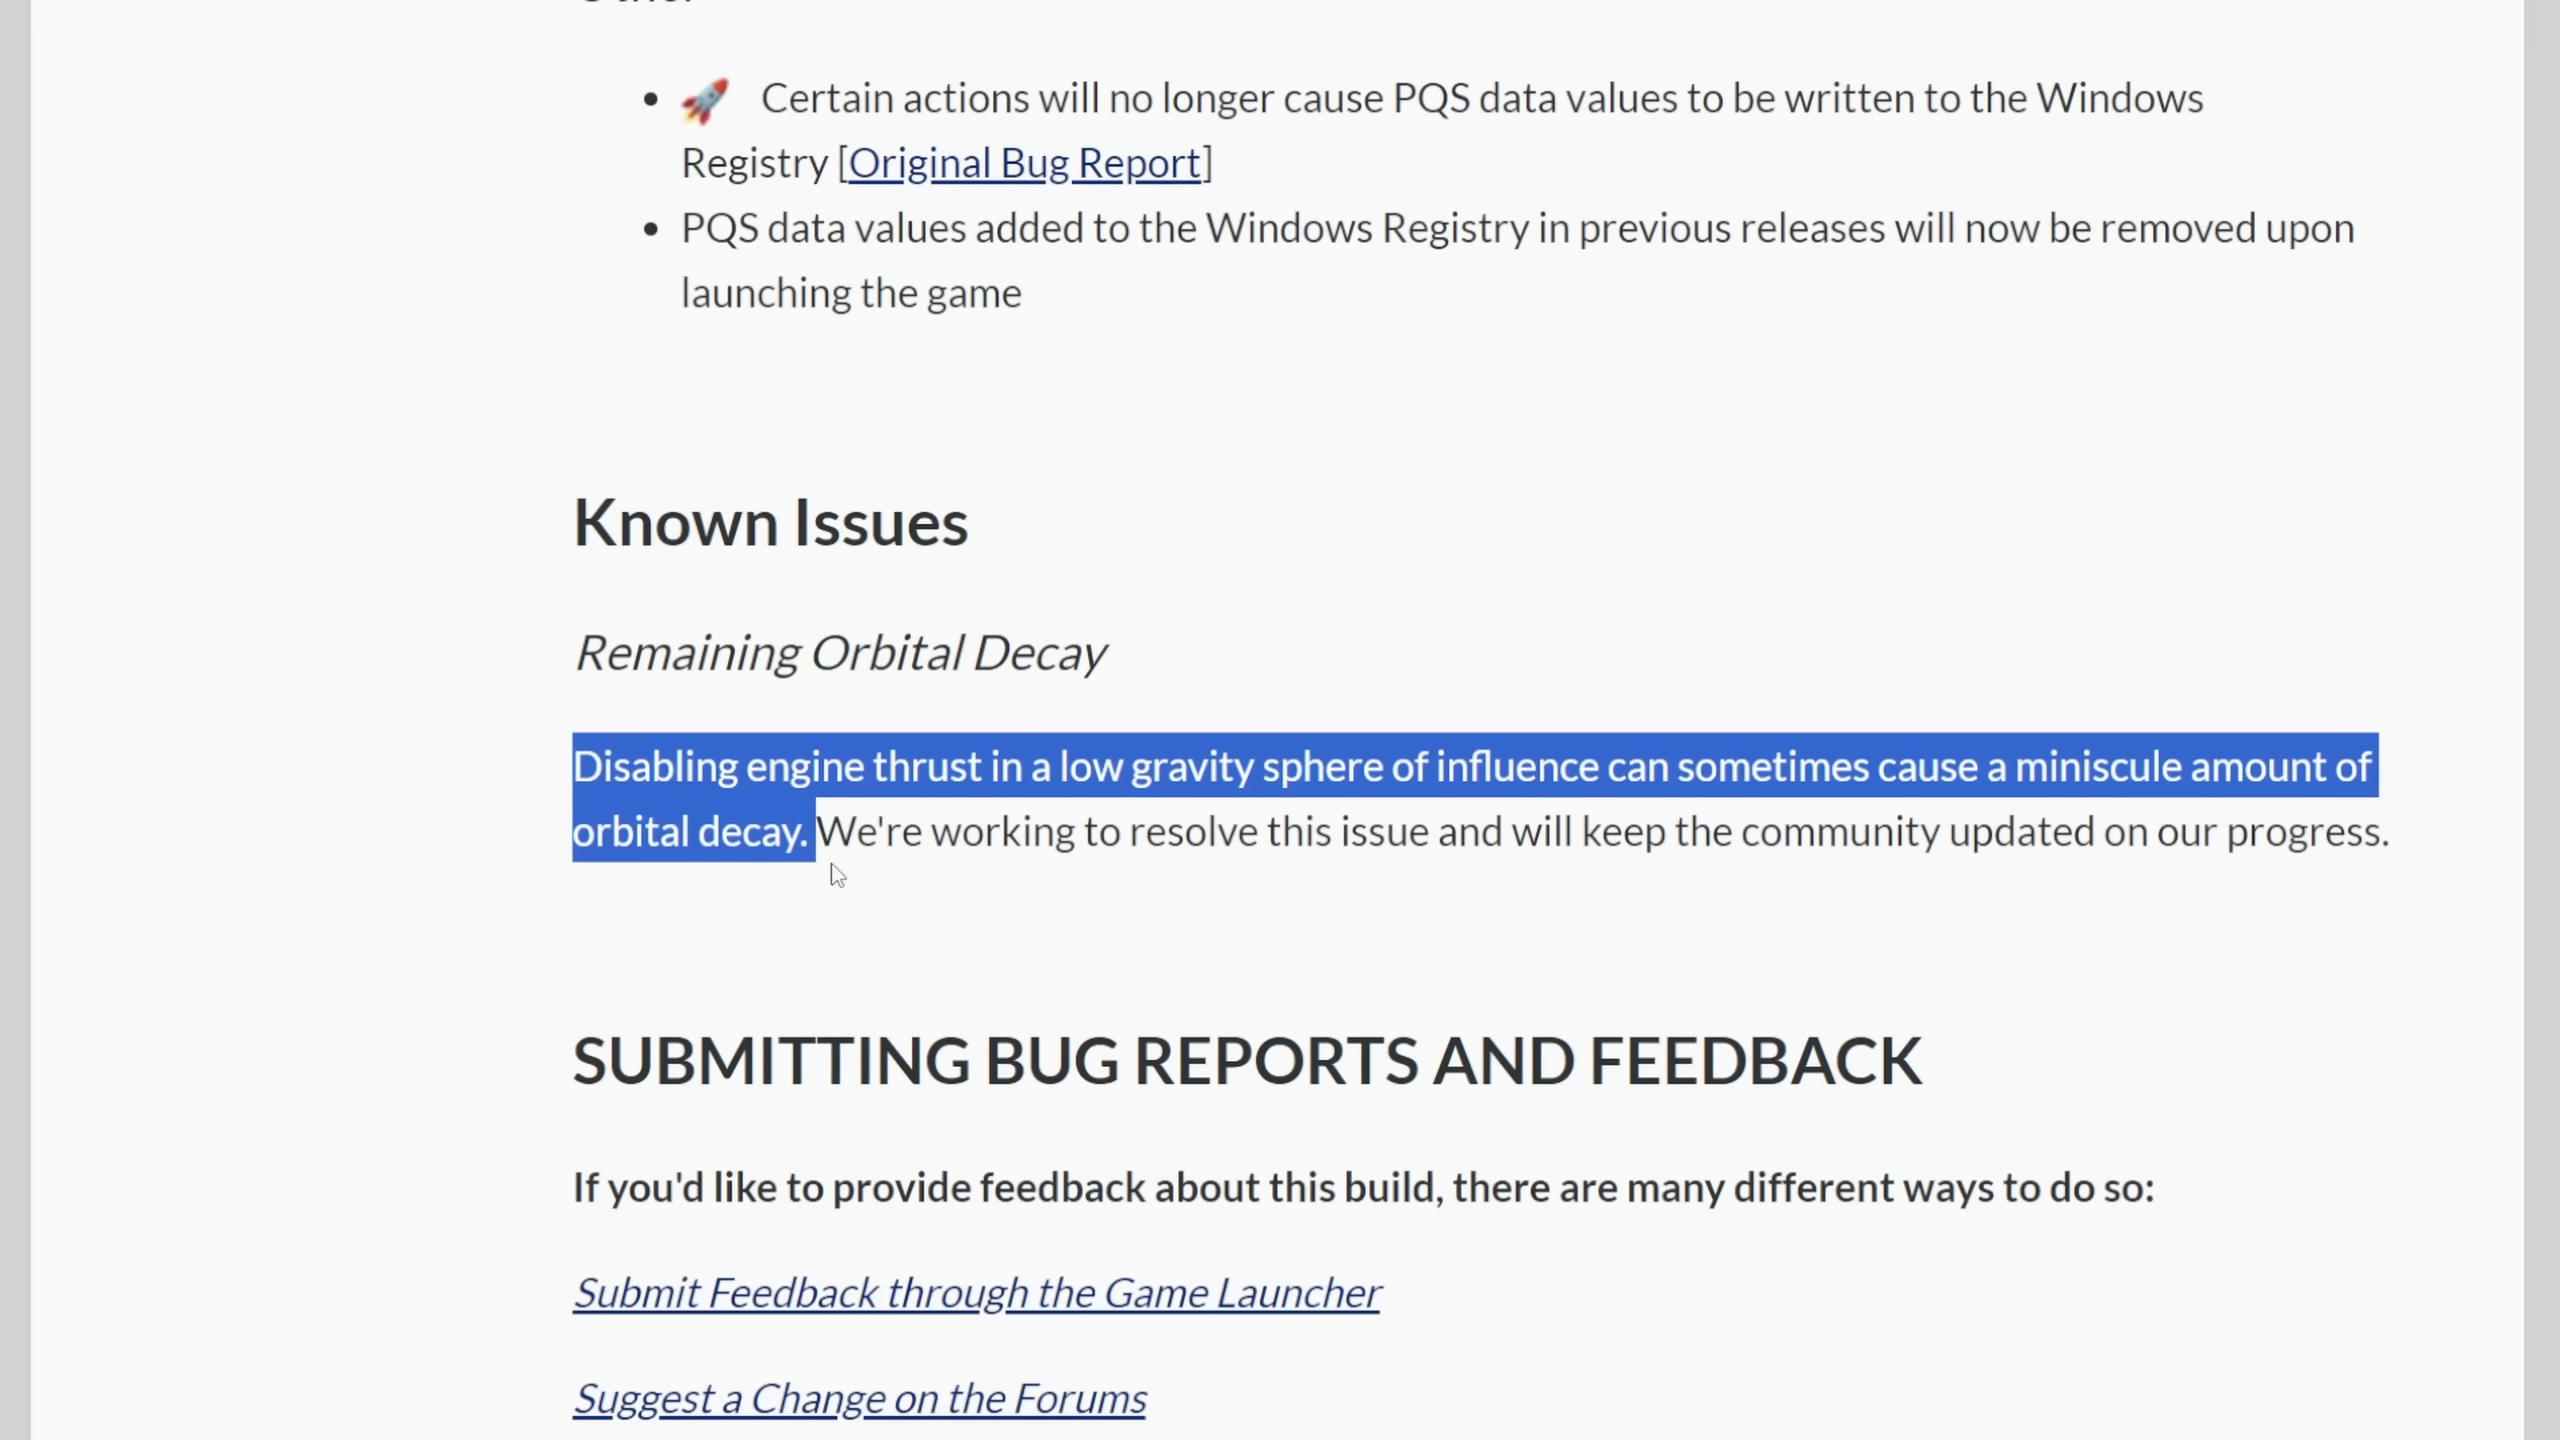 Certain actions will no longer cause PQS data values to be written to the Windows
Registry [Original Bug Report]
PQS data values added to the Windows Registry in previous releases will now be removed upon
launching the game
Known Issues
Remaining Orbital Decay
Disabling engine thrust in a low gravity sphere of influence can sometimes cause a miniscule amount of
orbital decay. We're working to resolve this issue and will keep the community updated on our progress.
SUBMITTING BUG REPORTS AND FEEDBACK
If you'd like to provide feedback about this build, there are many different ways to do so:
Submit Feedback through the Game Launcher
Suggest a Change on the Forums